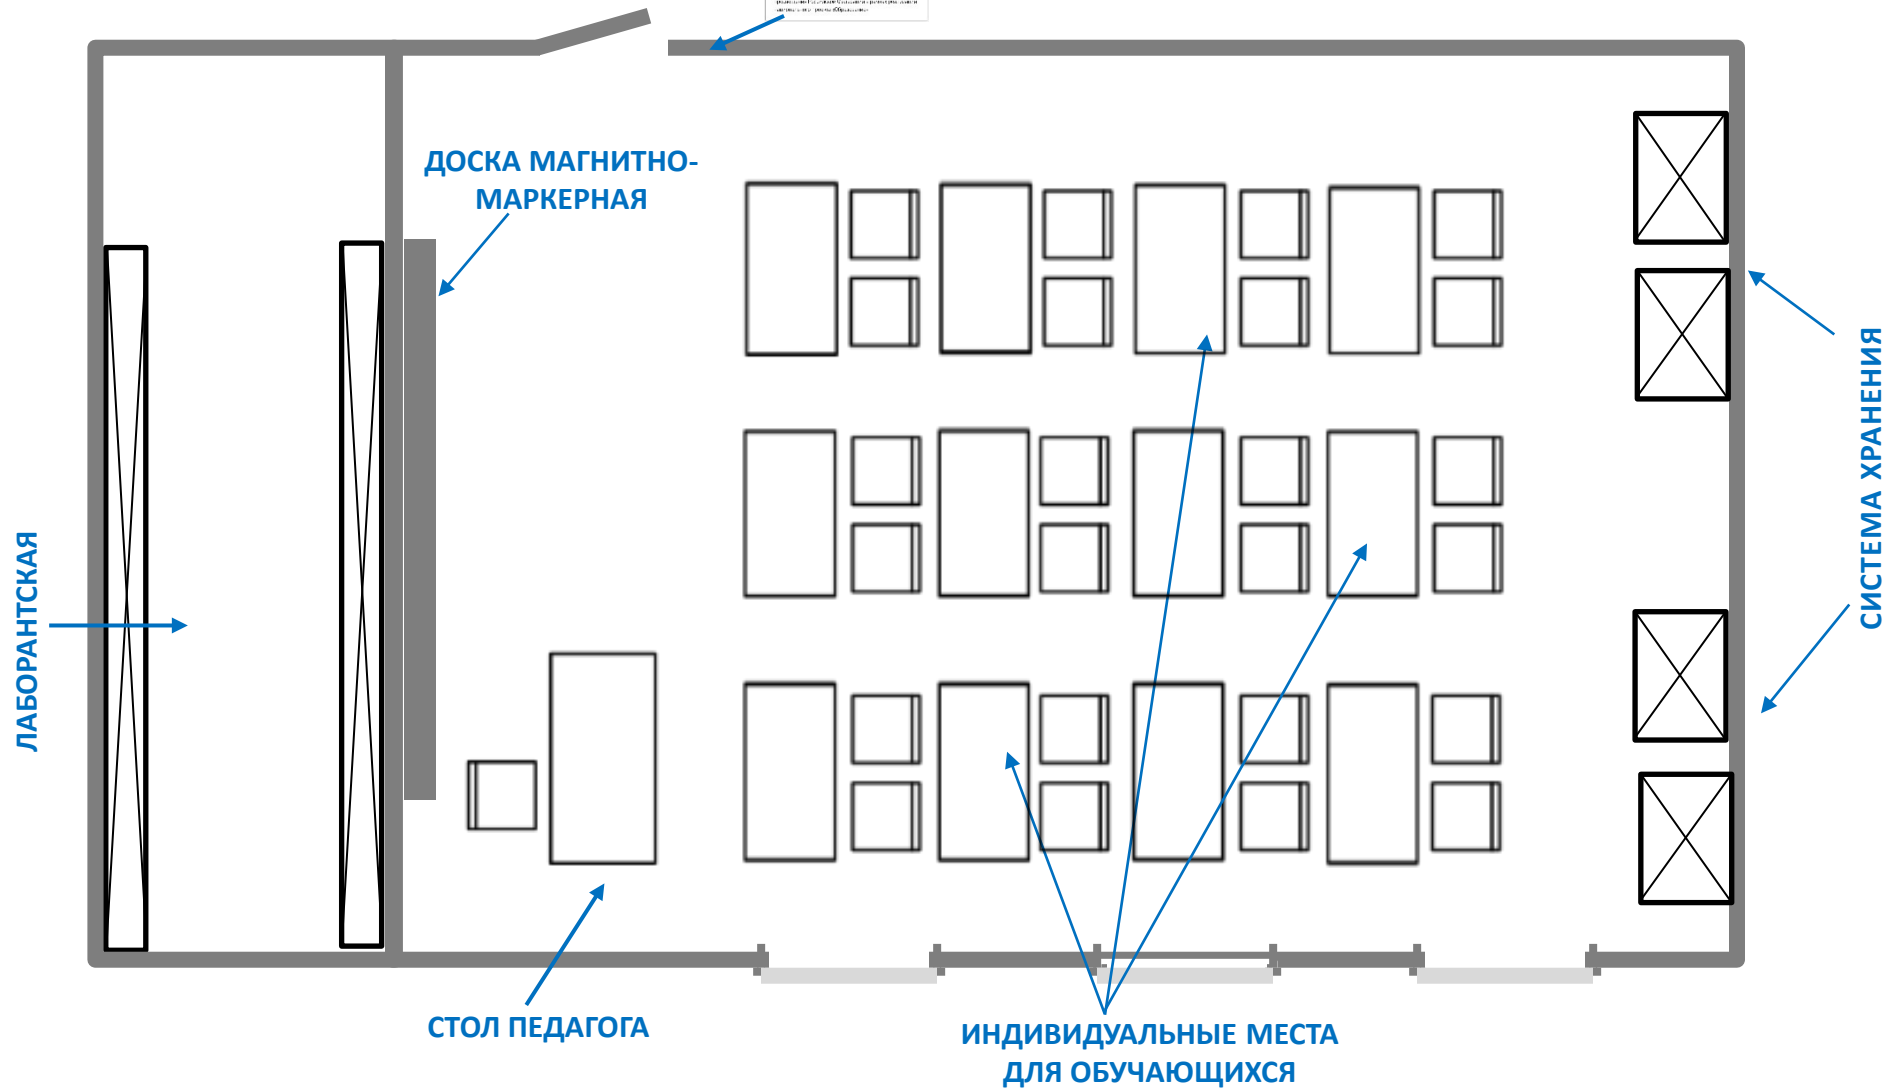 ДОСКА МАГНИТНО-
МАРКЕРНАЯ
ЛАБОРАНТСКАЯ
СИСТЕМА ХРАНЕНИЯ
СТОЛ ПЕДАГОГА
ИНДИВИДУАЛЬНЫЕ МЕСТА
ДЛЯ ОБУЧАЮЩИХСЯ